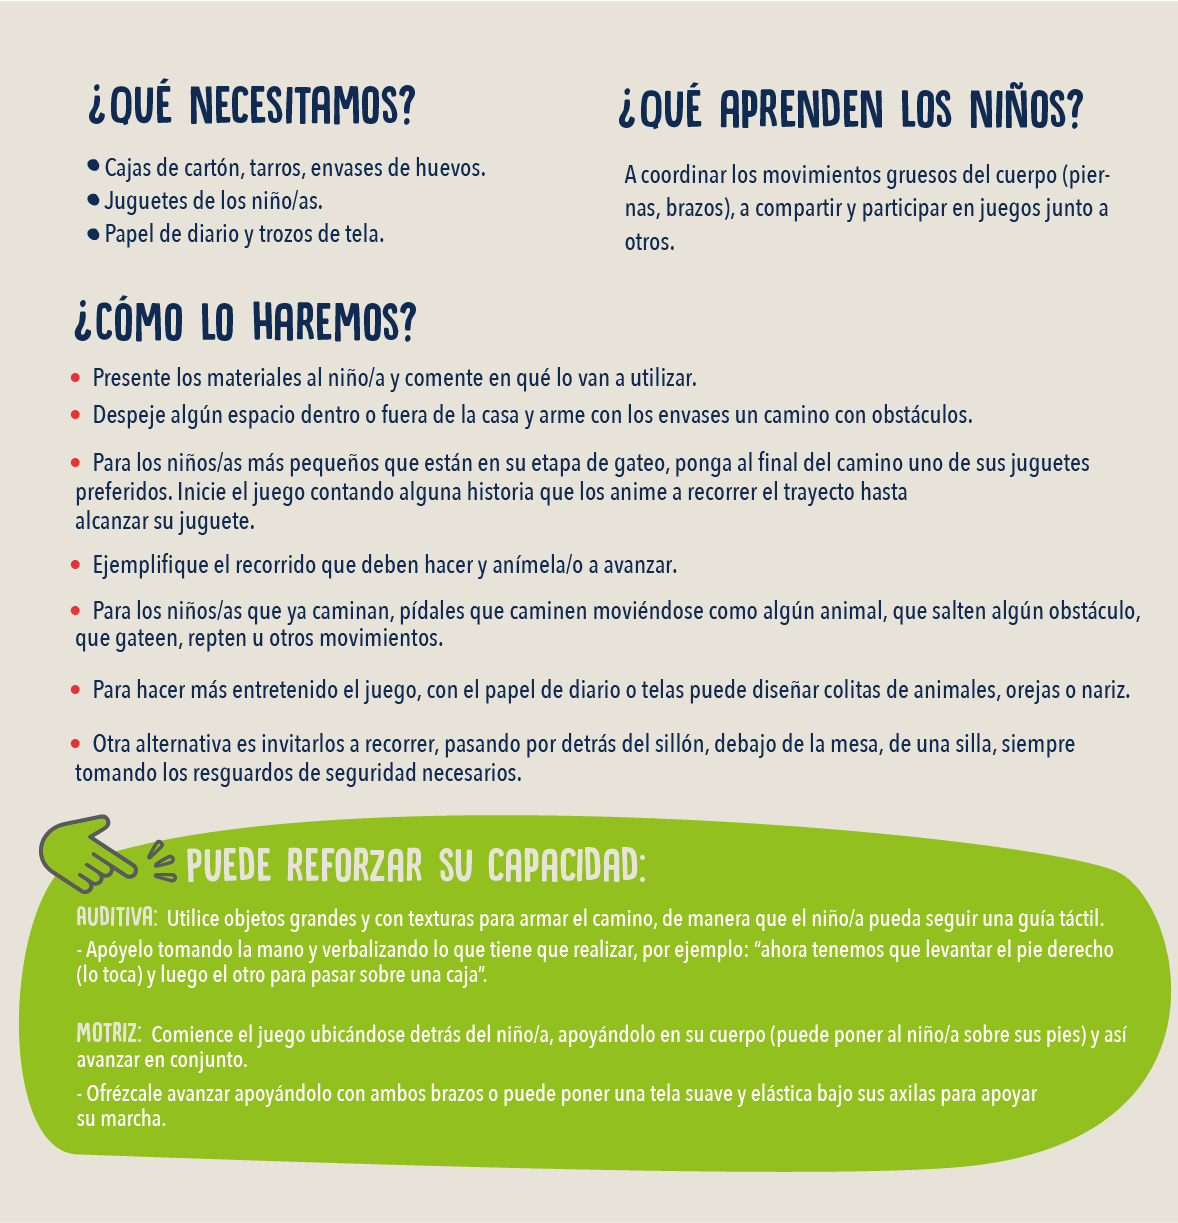 ¿QUÉ NECESITAMOS?
• Cajas de cartón, tarros, envases de huevos.
• Juguetes de los niño/as.
• Papel de diario y trozos de tela.
¿QUÉ APRENDEN LOS NIÑOS?
A coordinar los movimientos gruesos del cuerpo (pier-
nas, brazos), a compartir y participar en juegos junto a
otros.
¿CÓMO LO HAREMOS?
• Presente los materiales al niño/a y comente en qué lo van a utilizar.
• Despeje algún espacio dentro o fuera de la casa y arme con los envases un camino con obstáculos.
• Para los niños/as más pequeños que están en su etapa de gateo, ponga al final del camino uno de sus juguetes
preferidos. Inicie el juego contando alguna historia que los anime a recorrer el trayecto hasta
alcanzar su juguete.
• Ejemplifique el recorrido que deben hacer y anímela/o a avanzar.
• Para los niños/as que ya caminan, pídales que caminen moviéndose como algún animal, que salten algún obstáculo,
que gateen, repten u otros movimientos.
• Para hacer más entretenido el juego, con el papel de diario o telas puede diseñar colitas de animales, orejas o nariz.
• Otra alternativa es invitarlos a recorrer, pasando por detrás del sillón, debajo de la mesa, de una silla, siempre
tomando los resguardos de seguridad necesarios.
PUEDE REFORZAR SU CAPACIDAD:
AUDITIVA: Utilice objetos grandes y con texturas para armar el camino, de manera que el niño/a pueda seguir una guía táctil.
- Apóyelo tomando la mano y verbalizando lo que tiene que realizar, por ejemplo: “ahora tenemos que levantar el pie derecho
(lo toca) y luego el otro para pasar sobre una caja”.
MOTRIZ: Comience el juego ubicándose detrás del niño/a, apoyándolo en su cuerpo (puede poner al niño/a sobre sus pies) y así
avanzar en conjunto.
- Ofrézcale avanzar apoyándolo con ambos brazos o puede poner una tela suave y elástica bajo sus axilas para apoyar
su marcha.